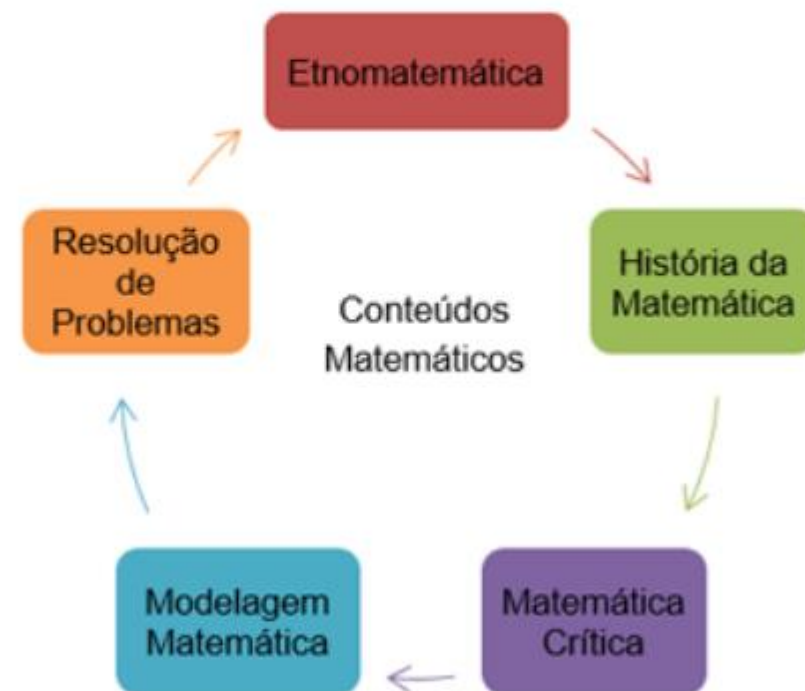 Etnomatemática
História da
Matemática
Matemática
Crítica
Modelagem
Matemática
Resolução
de
Problemas
Conteúdos
Matemáticos